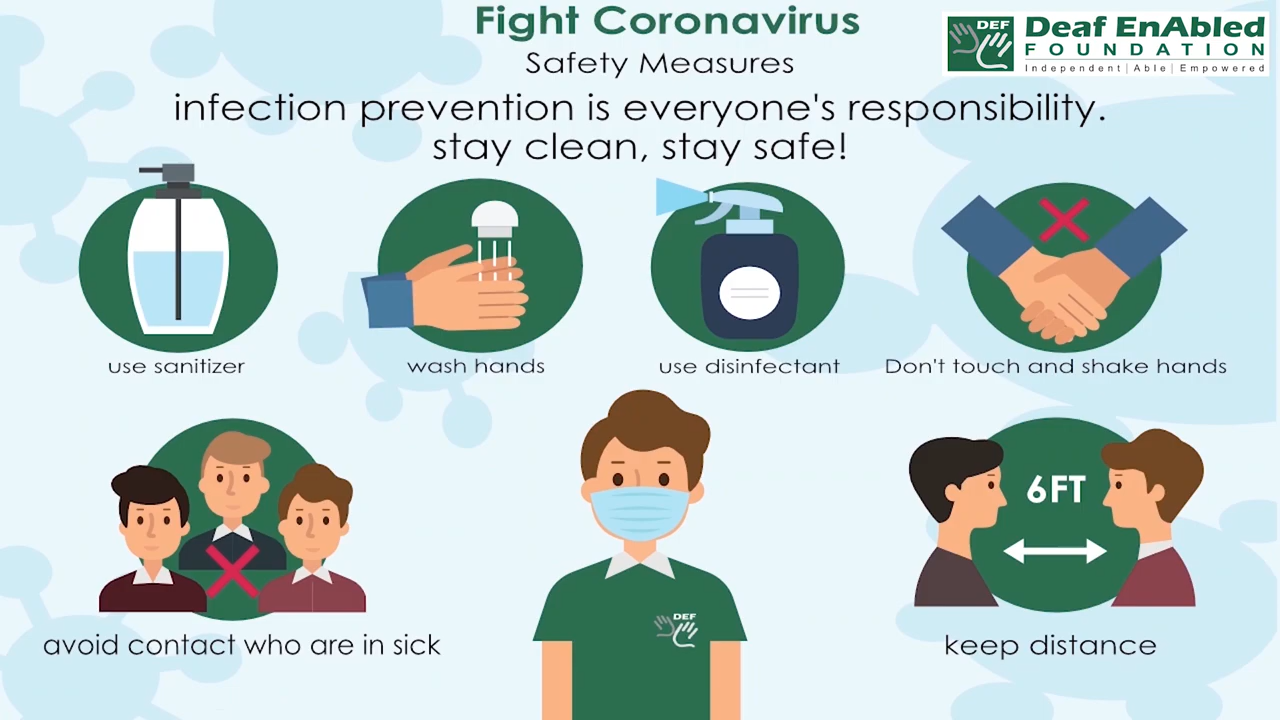 Fight Coronavirus
Safety Measures
DEF
Deaf EnAbled
FOUNDATION
Independent | Able | Empowered
infection prevention is everyone's responsibility.
stay clean, stay safe!
use sanitizer
wash hands
use disinfectant
Don't touch and shake hands
6FT
DEF
avoid contact who are in sick
keep distance